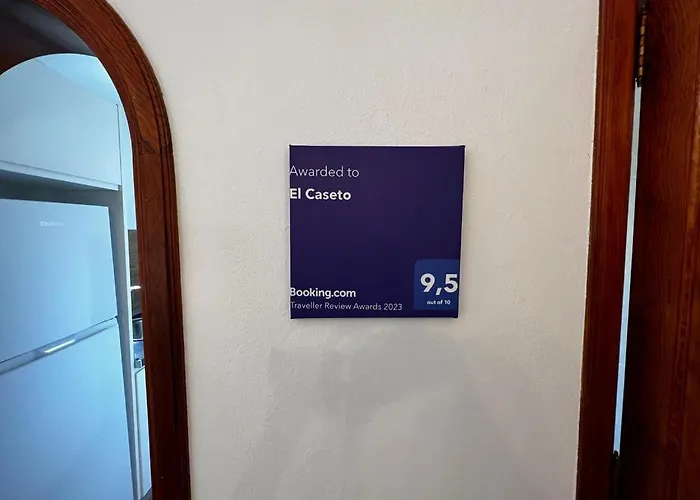 Awarded to
El Caseto
9,5
out of 10
Booking.com
Traveller Review Awards 2023